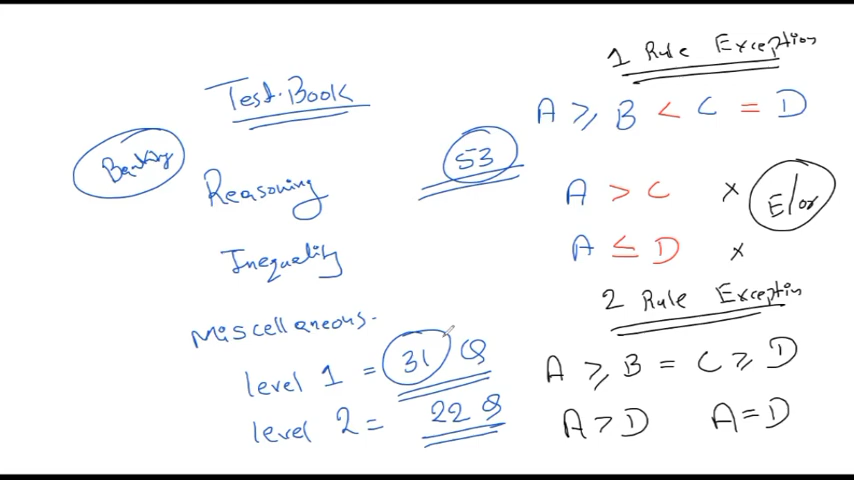 Test-Book
Banking
53
Reasoning
Inequality
Miscellaneous.
level 1 = 31 Q
level 2 = 22 Q
1 Rule Exception
A ≥ B < C = D
A > C ×
E/or
A ≤ D ×
2 Rule Exception
A ≥ B = C ≥ D
A > D A = D